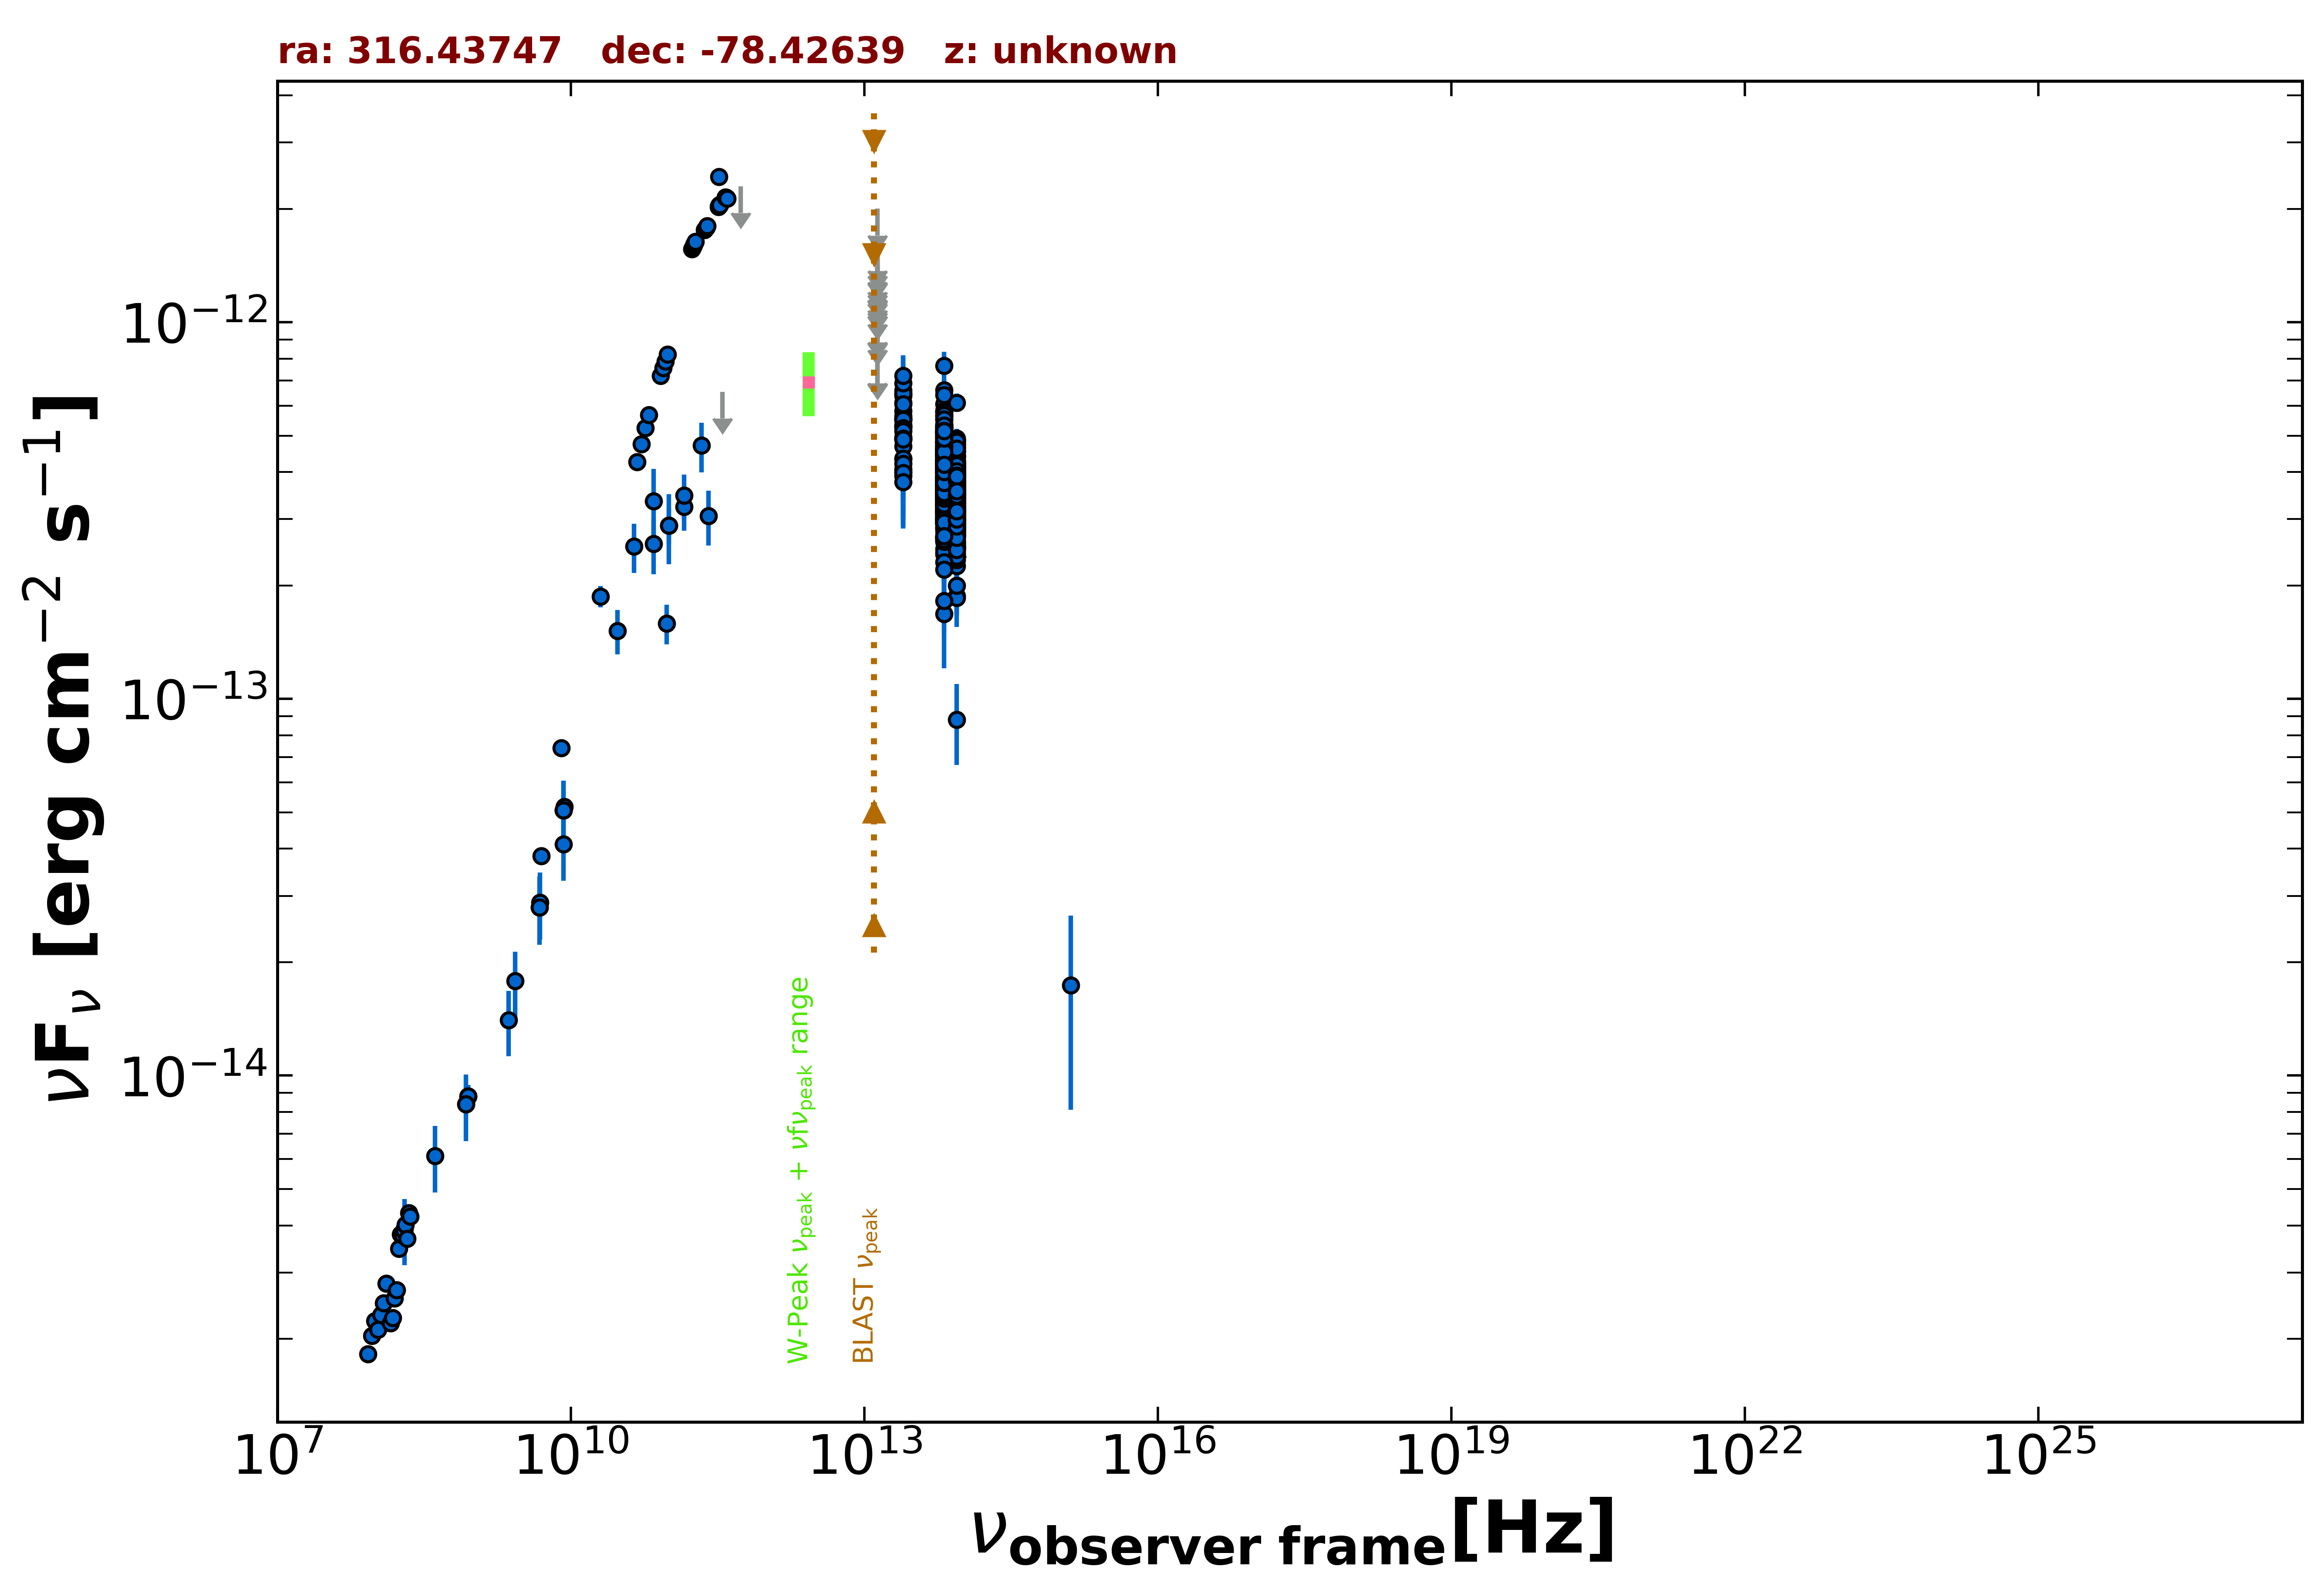 ra: 316.43747 dec: -78.42639 z: unknown
νFν [erg cm⁻² s⁻¹]
10⁻¹²
10⁻¹³
10⁻¹⁴
W-Peak νpeak + νfνpeak range
BLAST νpeak
10⁷ 10¹⁰ 10¹³ 10¹⁶ 10¹⁹ 10²² 10²⁵
νobserver frame[Hz]